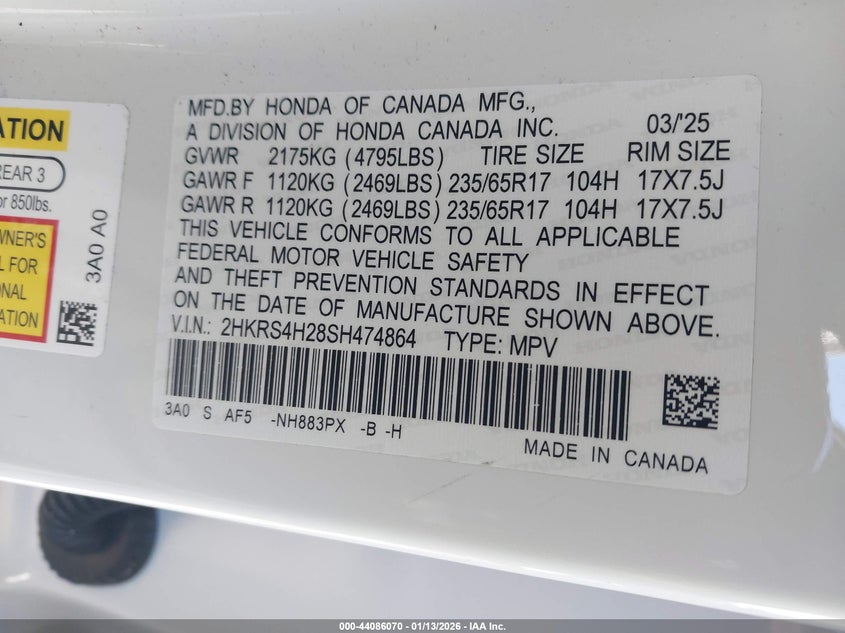 ATION
REAR 3
or 850lbs.
WNER'S
L FOR
ONAL
ATION
3A0 A0
MFD.BY HONDA OF CANADA MFG.,
A DIVISION OF HONDA CANADA INC. 03/'25
GVWR 2175KG (4795LBS) TIRE SIZE RIM SIZE
GAWR F 1120KG (2469LBS) 235/65R17 104H 17X7.5J
GAWR R 1120KG (2469LBS) 235/65R17 104H 17X7.5J
THIS VEHICLE CONFORMS TO ALL APPLICABLE
FEDERAL MOTOR VEHICLE SAFETY
AND THEFT PREVENTION STANDARDS IN EFFECT
ON THE DATE OF MANUFACTURE SHOWN ABOVE.
V.I.N.: 2HKRS4H28SH474864 TYPE: MPV
3A0 S AF5 -NH883PX -B -H
MADE IN CANADA
000-44086070 - 01/13/2026 - IAA Inc.